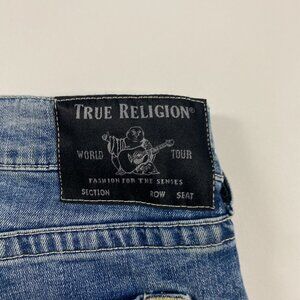 TRUE RELIGION®
WORLD TOUR
FASHION FOR THE SENSES
SECTION ROW SEAT